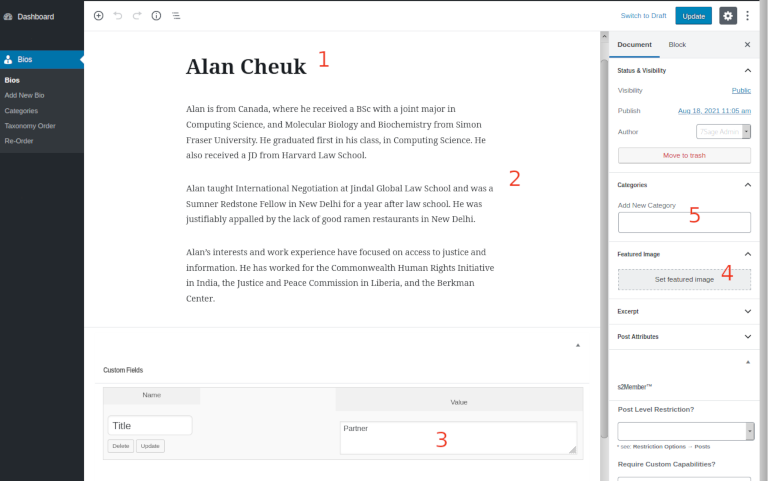 Dashboard
Bios
Bios
Add New Bio
Categories
Taxonomy Order
Re-Order
Switch to Draft
Update
Alan Cheuk 1
Alan is from Canada, where he received a BSc with a joint major in
Computing Science, and Molecular Biology and Biochemistry from Simon
Fraser University. He graduated first in his class, in Computing Science. He
also received a JD from Harvard Law School.
2
Alan taught International Negotiation at Jindal Global Law School and was a
Sumner Redstone Fellow in New Delhi for a year after law school. He was
justifiably appalled by the lack of good ramen restaurants in New Delhi.
Alan's interests and work experience have focused on access to justice and
information. He has worked for the Commonwealth Human Rights Initiative
in India, the Justice and Peace Commission in Liberia, and the Berkman
Center.
Custom Fields
Name
Value
Title
Partner
Delete
Update
3
Document
Block
Status & Visibility
Visibility
Public
Publish
Aug 18, 2021 11:05 am
Author
7Sage Admin
Move to trash
Categories
Add New Category
5
Featured Image
4
Set featured image
Excerpt
Post Attributes
s2Member™
Post Level Restriction?
* see: Restriction Options → Posts
Require Custom Capabilities?